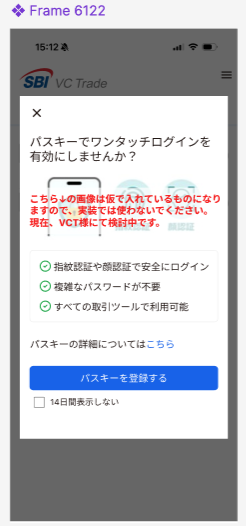 Frame 6122
15:12
SBI VC Trade
パスキーでワンタッチログインを
有効にしませんか？
こちら↓の画像は仮で入れているものになり
ますので、実装では使わないでください。
現在、VCT様にて検討中です。
指紋認証 顔認証
指紋認証や顔認証で安全にログイン
複雑なパスワードが不要
すべての取引ツールで利用可能
パスキーの詳細についてはこちら
パスキーを登録する
14日間表示しない